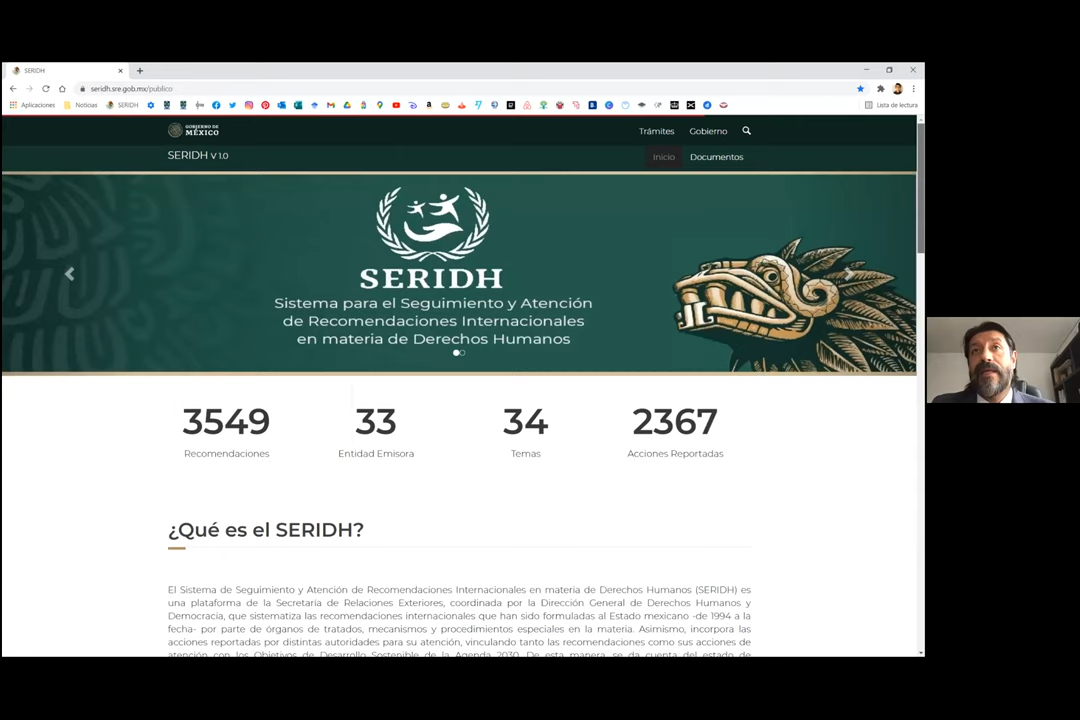 SERIDH
seridh.sre.gob.mx/publico
Aplicaciones
Noticias
SERIDH
Lista de lectura
GOBIERNO DE
MÉXICO
Trámites
Gobierno
SERIDH V 1.0
Inicio
Documentos
SERIDH
Sistema para el Seguimiento y Atención
de Recomendaciones Internacionales
en materia de Derechos Humanos
3549
33
34
2367
Recomendaciones
Entidad Emisora
Temas
Acciones Reportadas
¿Qué es el SERIDH?
El Sistema de Seguimiento y Atención de Recomendaciones Internacionales en materia de Derechos Humanos (SERIDH) es
una plataforma de la Secretaría de Relaciones Exteriores, coordinada por la Dirección General de Derechos Humanos y
Democracia, que sistematiza las recomendaciones internacionales que han sido formuladas al Estado mexicano -de 1994 a la
fecha- por parte de órganos de tratados, mecanismos y procedimientos especiales en la materia. Asimismo, incorpora las
acciones reportadas por distintas autoridades para su atención, vinculando tanto las recomendaciones como sus acciones de
atención con los Objetivos de Desarrollo Sostenible de la Agenda 2030. De esta manera, se da cuenta del estado de